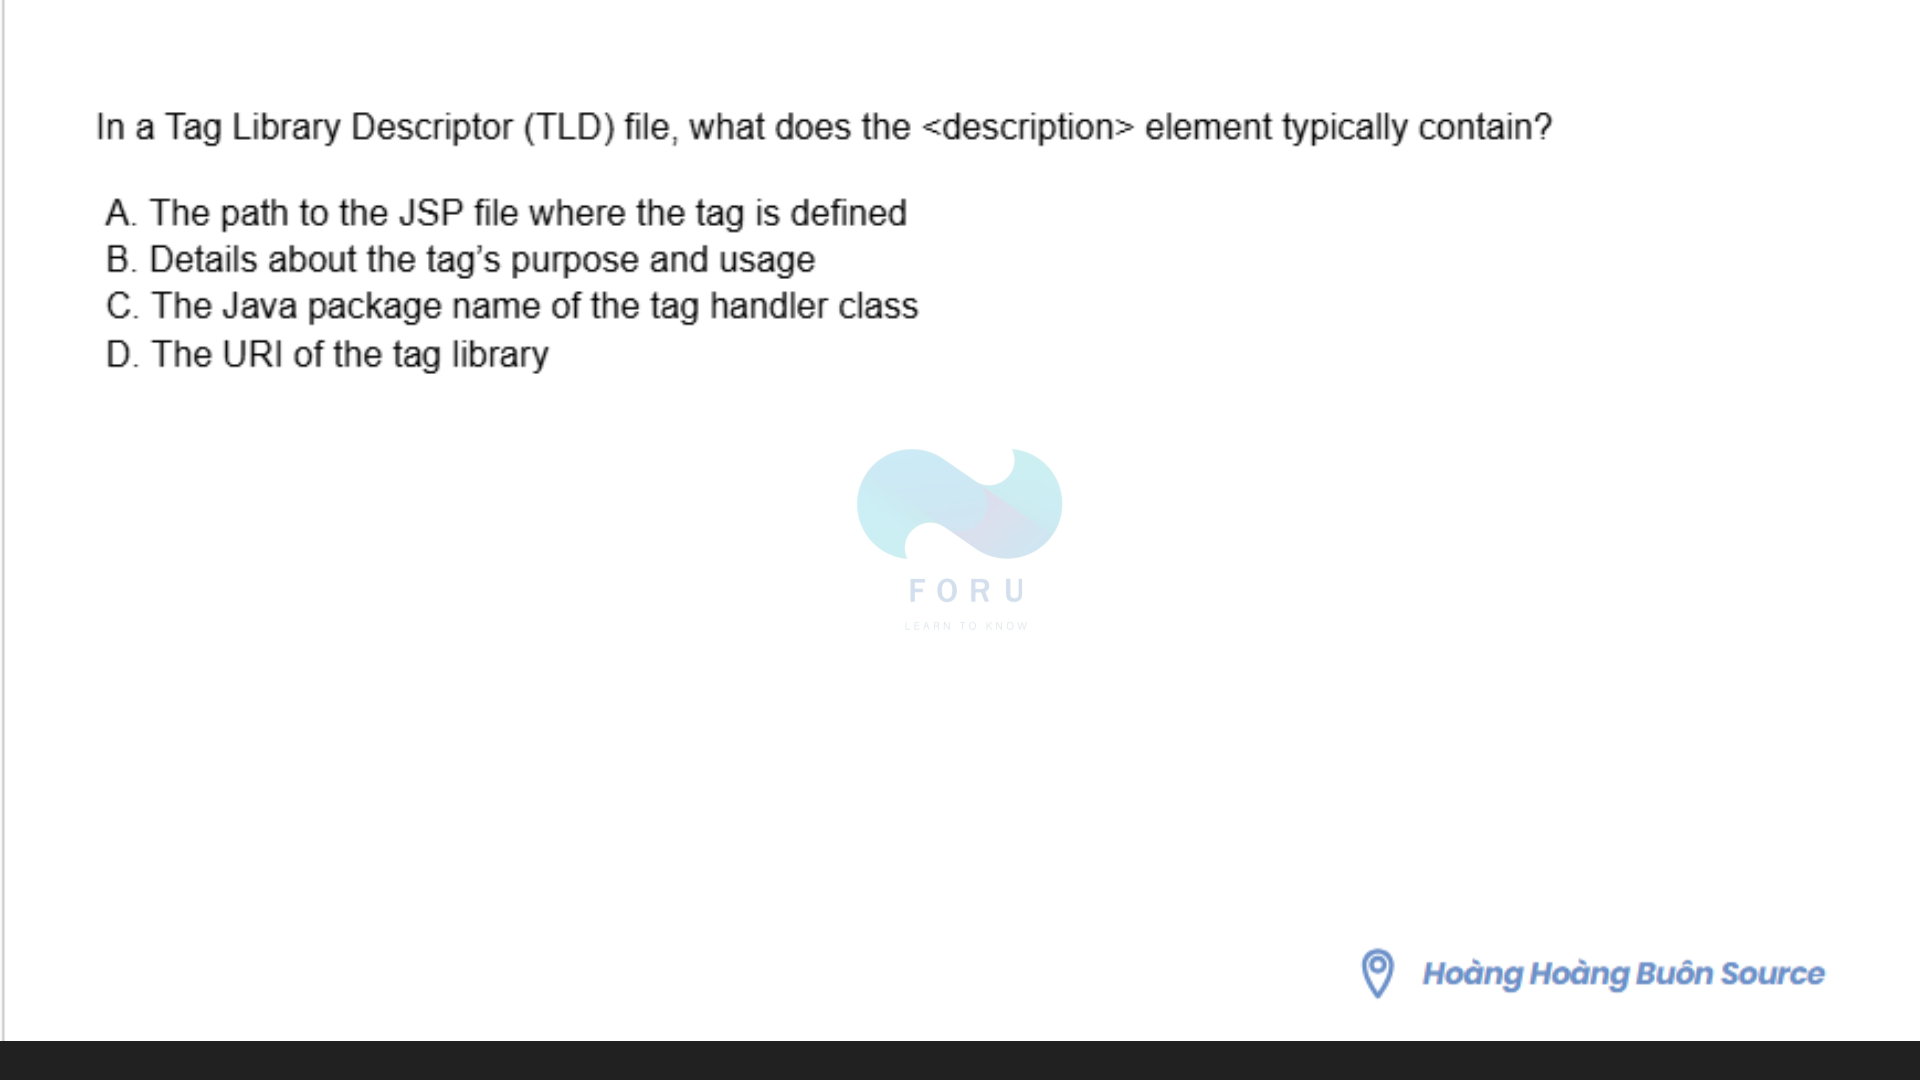 In a Tag Library Descriptor (TLD) file, what does the <description> element typically contain?
A. The path to the JSP file where the tag is defined
B. Details about the tag’s purpose and usage
C. The Java package name of the tag handler class
D. The URI of the tag library
FORU
LEARN TO KNOW
Hoàng Hoàng Buôn Source